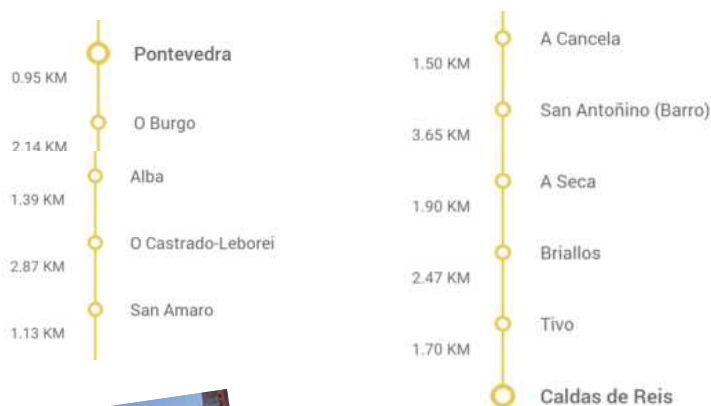 Pontevedra
0.95 KM
O Burgo
2.14 KM
Alba
1.39 KM
O Castrado-Leborei
2.87 KM
San Amaro
1.13 KM
A Cancela
1.50 KM
San Antoñino (Barro)
3.65 KM
A Seca
1.90 KM
Briallos
2.47 KM
Tivo
1.70 KM
Caldas de Reis